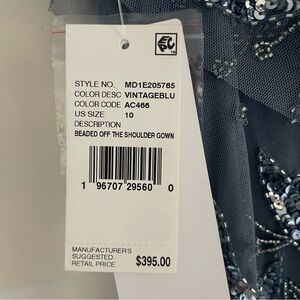 STYLE NO. MD1E205785
COLOR DESC VINTAGEBLU
COLOR CODE AC466
US SIZE 10
DESCRIPTION
BEADED OFF THE SHOULDER GOWN
1 96707 29560 0
MANUFACTURER'S
SUGGESTED
RETAIL PRICE $395.00